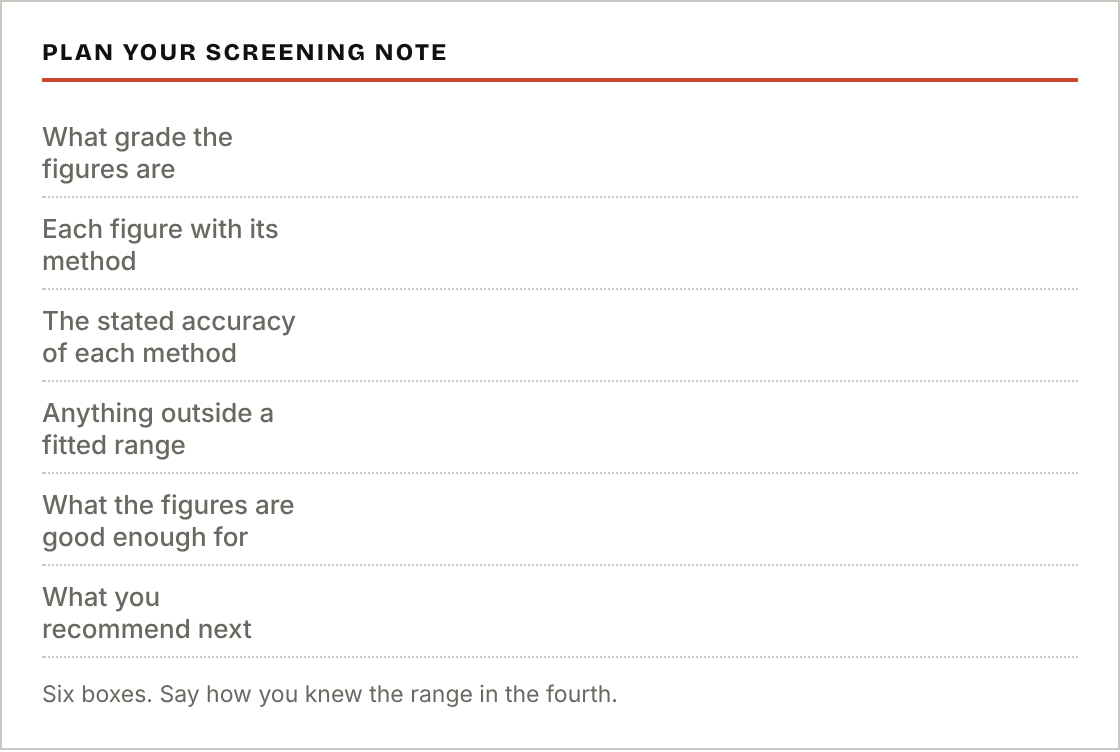 PLAN YOUR SCREENING NOTE
What grade the
figures are
Each figure with its
method
The stated accuracy
of each method
Anything outside a
fitted range
What the figures are
good enough for
What you
recommend next
Six boxes. Say how you knew the range in the fourth.